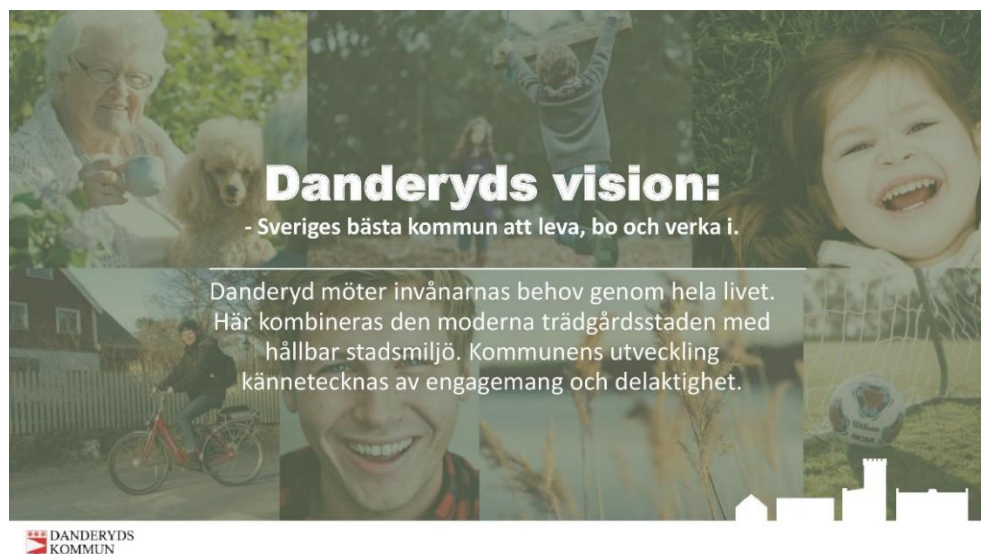 Danderyds vision:
- Sveriges bästa kommun att leva, bo och verka i.
Danderyd möter invånarnas behov genom hela livet.
Här kombineras den moderna trädgårdsstaden med
hållbar stadsmiljö. Kommunens utveckling
kännetecknas av engagemang och delaktighet.
Wilson
DANDERYDS
KOMMUN